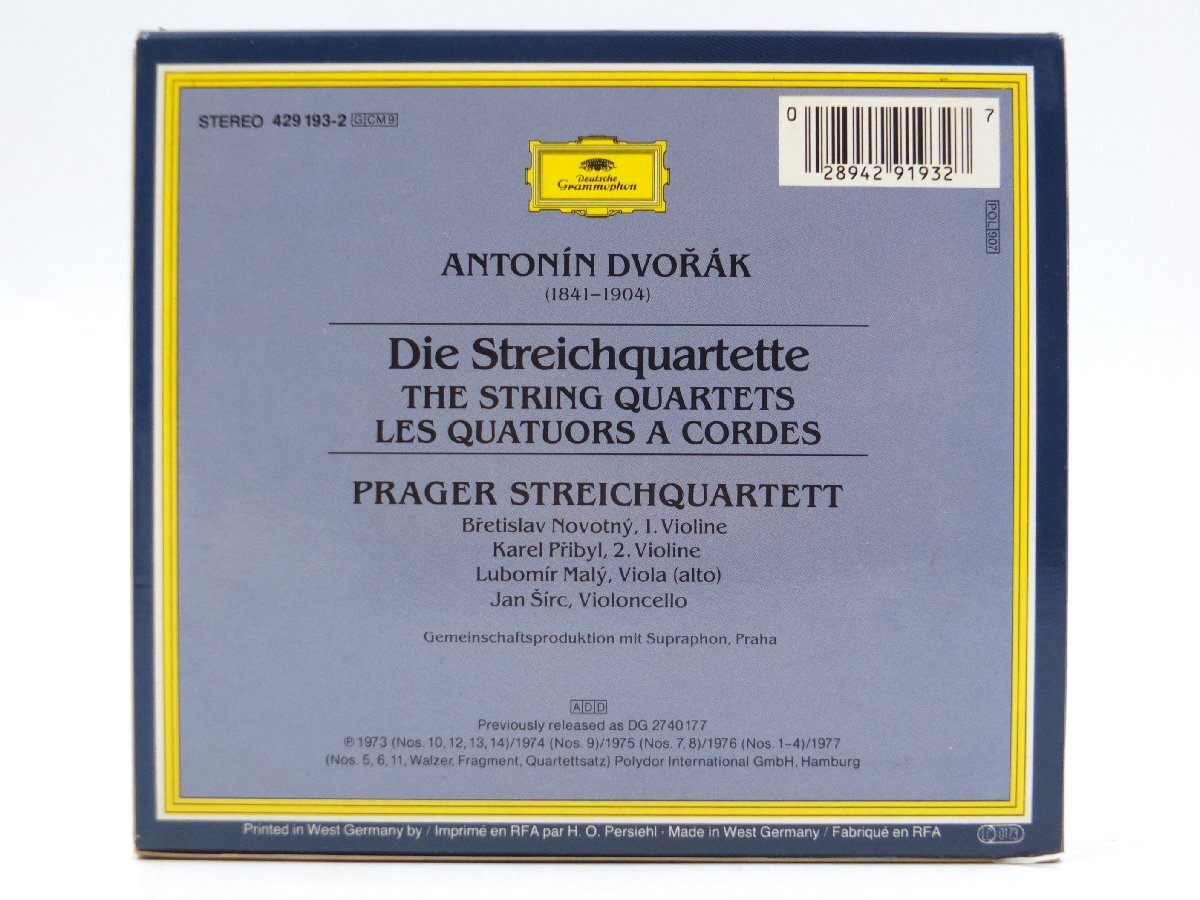 STEREO 429 193-2 GCM9
0 28942 91932 7
Deutsche
Grammophon
POL 907
ANTONÍN DVOŘÁK
(1841–1904)
Die Streichquartette
THE STRING QUARTETS
LES QUATUORS A CORDES
PRAGER STREICHQUARTETT
Břetislav Novotný, 1. Violine
Karel Přibyl, 2. Violine
Lubomír Malý, Viola (alto)
Jan Šírc, Violoncello
Gemeinschaftsproduktion mit Supraphon, Praha
ADD
Previously released as DG 2740 177
℗ 1973 (Nos. 10, 12, 13, 14)/1974 (Nos. 9)/1975 (Nos. 7, 8)/1976 (Nos. 1–4)/1977
(Nos. 5, 6, 11, Walzer, Fragment, Quartettsatz) Polydor International GmbH, Hamburg
Printed in West Germany by / Imprimé en RFA par H. O. Persiehl · Made in West Germany / Fabriqué en RFA